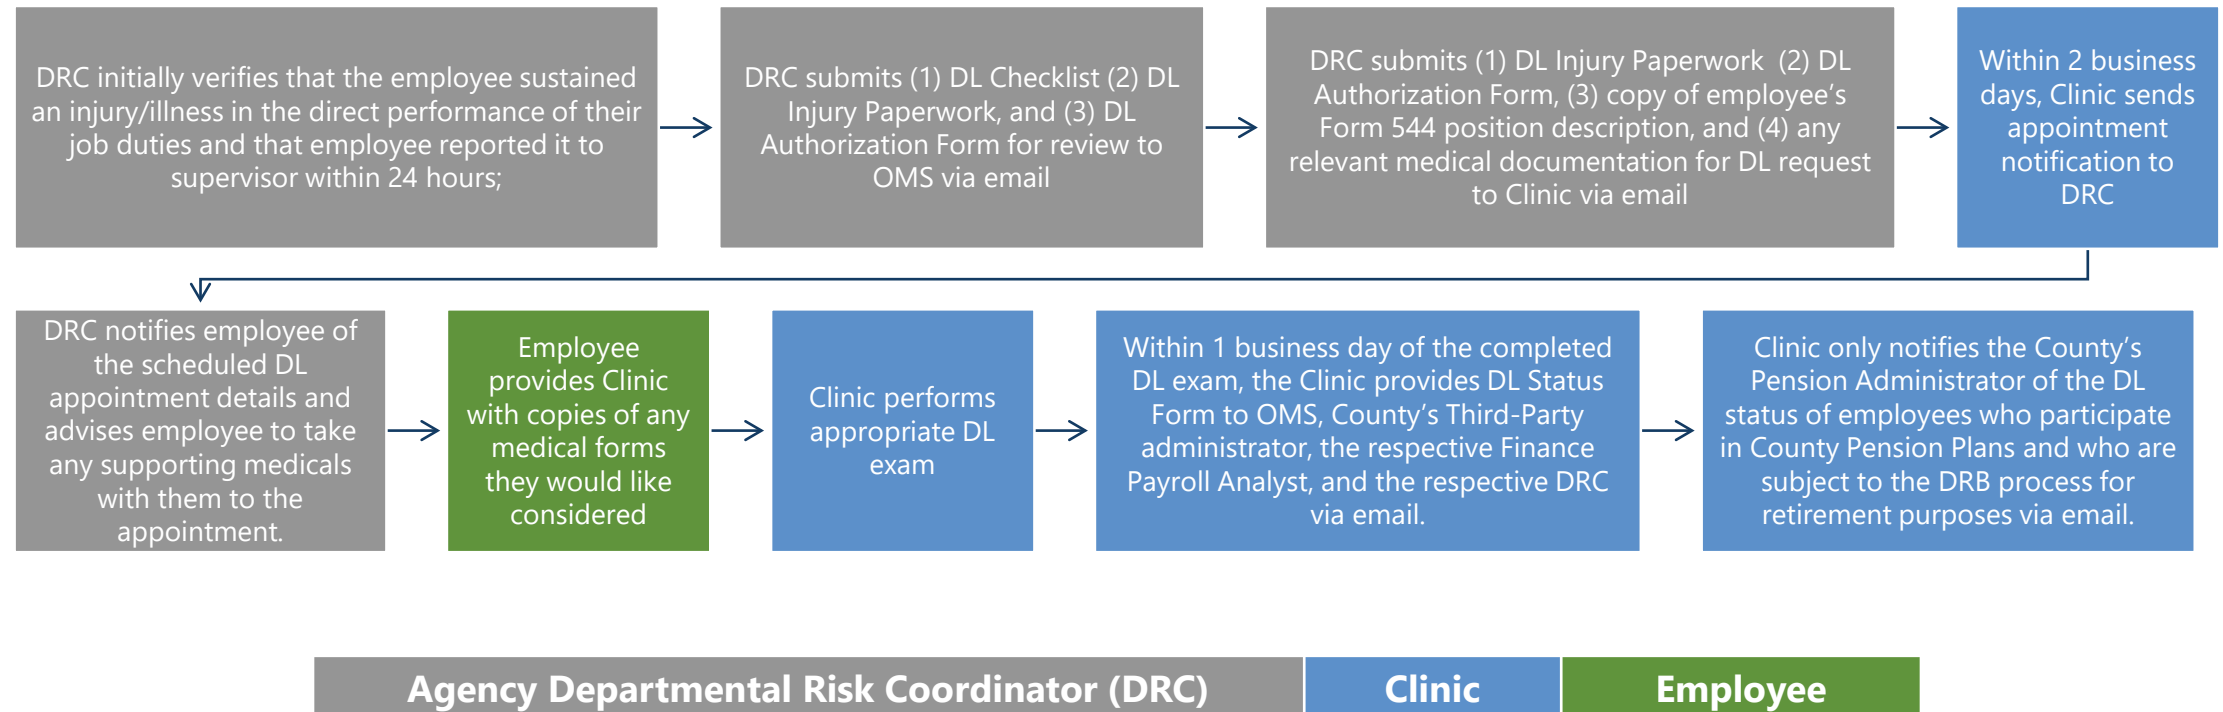 DRC initially verifies that the employee sustained
an injury/illness in the direct performance of their
job duties and that employee reported it to
supervisor within 24 hours;
DRC submits (1) DL Checklist (2) DL
Injury Paperwork, and (3) DL
Authorization Form for review to
OMS via email
DRC submits (1) DL Injury Paperwork (2) DL
Authorization Form, (3) copy of employee’s
Form 544 position description, and (4) any
relevant medical documentation for DL request
to Clinic via email
Within 2 business
days, Clinic sends
appointment
notification to
DRC
DRC notifies employee of
the scheduled DL
appointment details and
advises employee to take
any supporting medicals
with them to the
appointment.
Employee
provides Clinic
with copies of any
medical forms
they would like
considered
Clinic performs
appropriate DL
exam
Within 1 business day of the completed
DL exam, the Clinic provides DL Status
Form to OMS, County’s Third-Party
administrator, the respective Finance
Payroll Analyst, and the respective DRC
via email.
Clinic only notifies the County’s
Pension Administrator of the DL
status of employees who participate
in County Pension Plans and who are
subject to the DRB process for
retirement purposes via email.
Agency Departmental Risk Coordinator (DRC)
Clinic
Employee